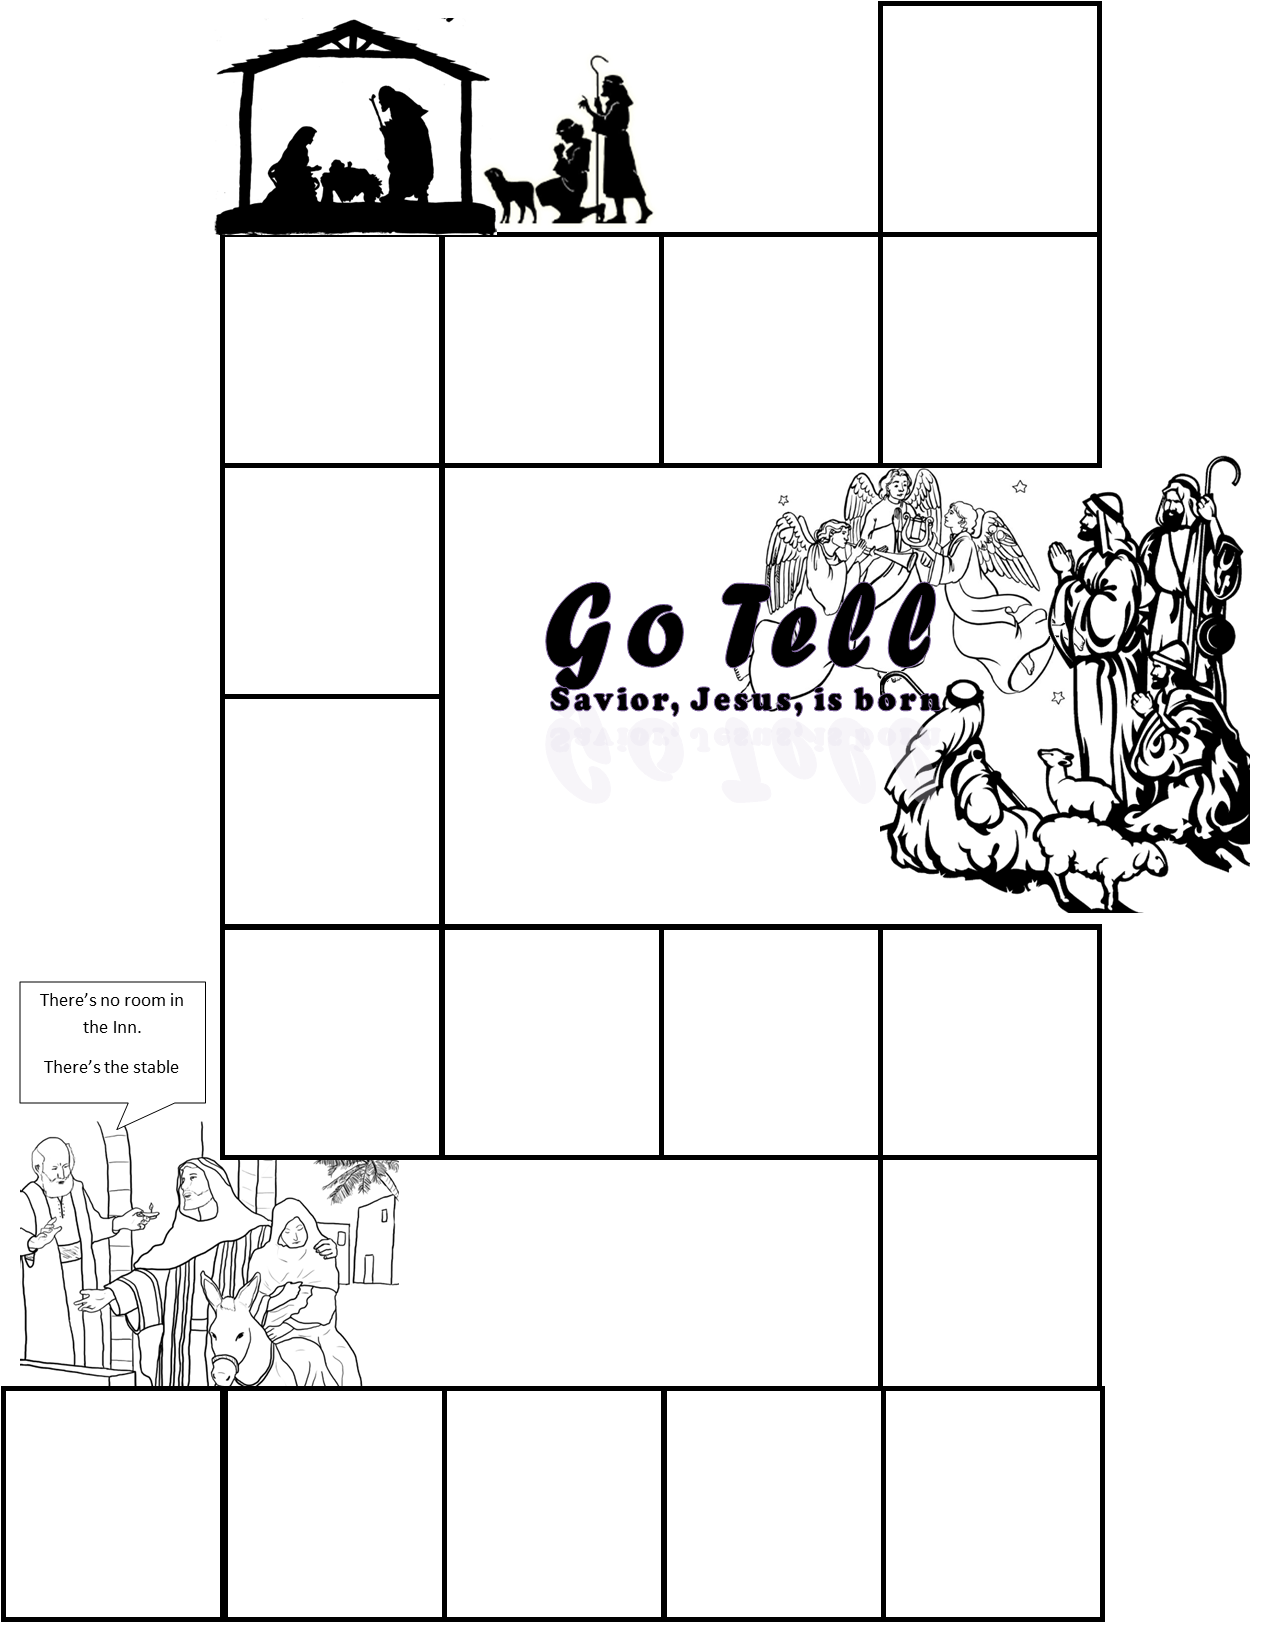 Go Tell
Savior, Jesus, is born
There’s no room in
the Inn.
There’s the stable